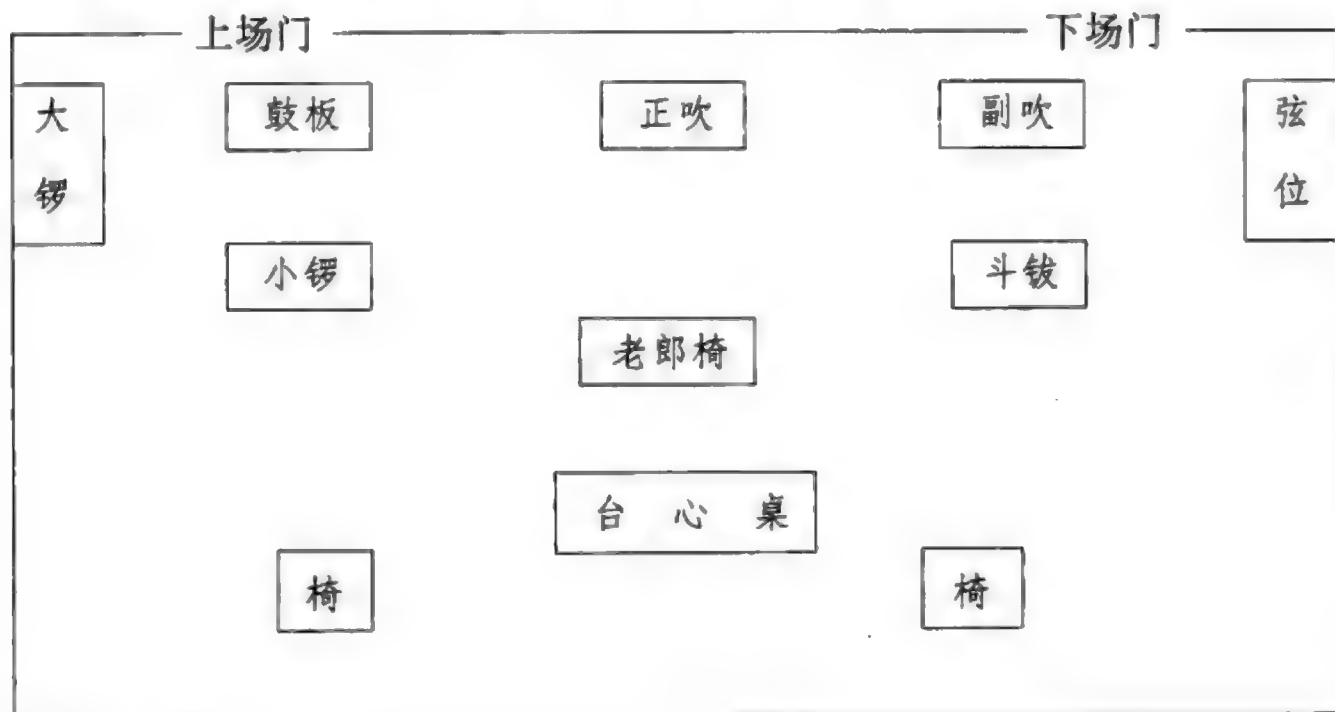 上场门 下场门
大锣 鼓板 正吹 副吹 弦位
小锣 斗钹
老郎椅
台心桌
椅 椅